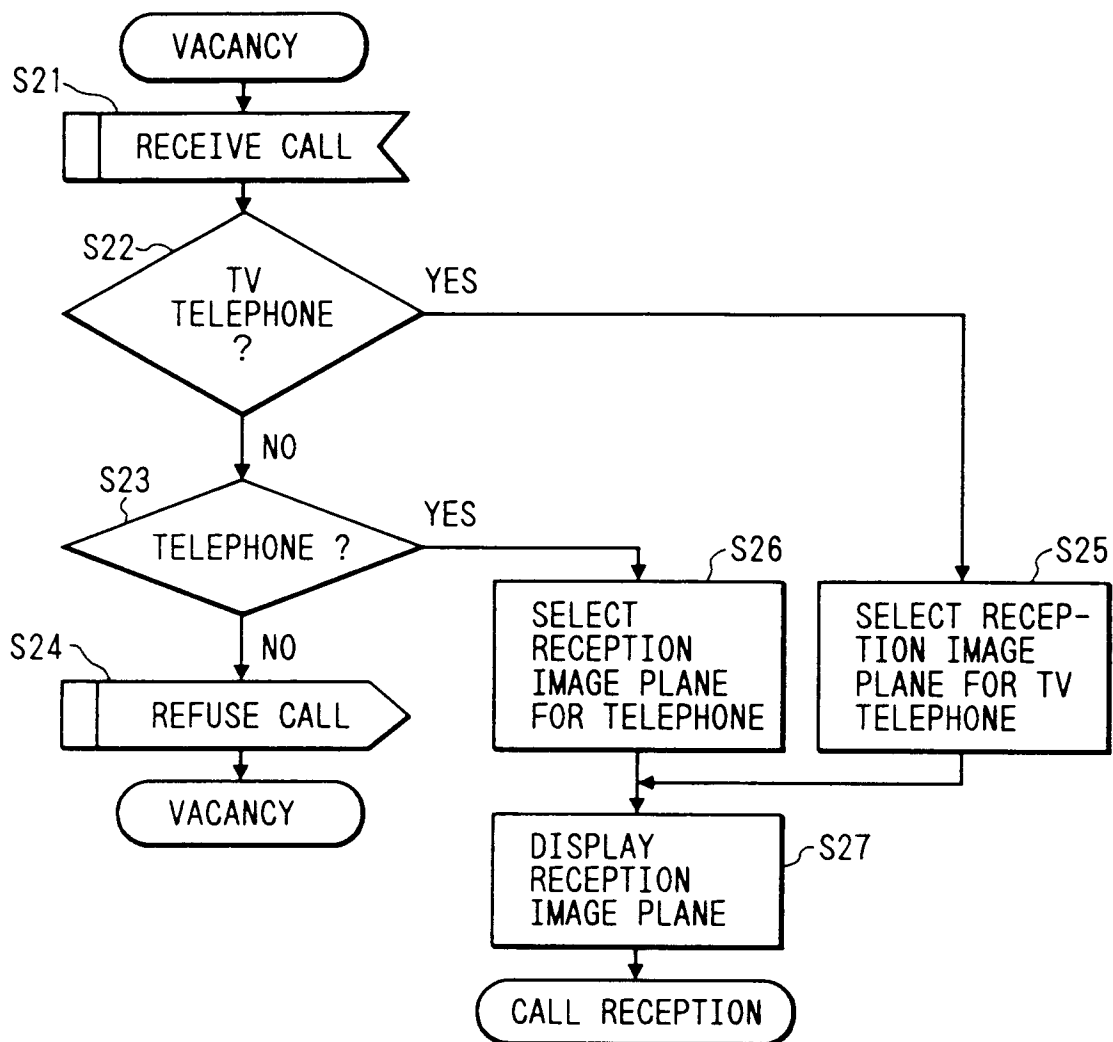 VACANCY
S21
RECEIVE CALL
S22
TV
TELEPHONE
?
YES
NO
S23
TELEPHONE ?
YES
NO
S24
REFUSE CALL
VACANCY
S26
SELECT
RECEPTION
IMAGE PLANE
FOR TELEPHONE
S25
SELECT RECEP-
TION IMAGE
PLANE FOR TV
TELEPHONE
S27
DISPLAY
RECEPTION
IMAGE PLANE
CALL RECEPTION